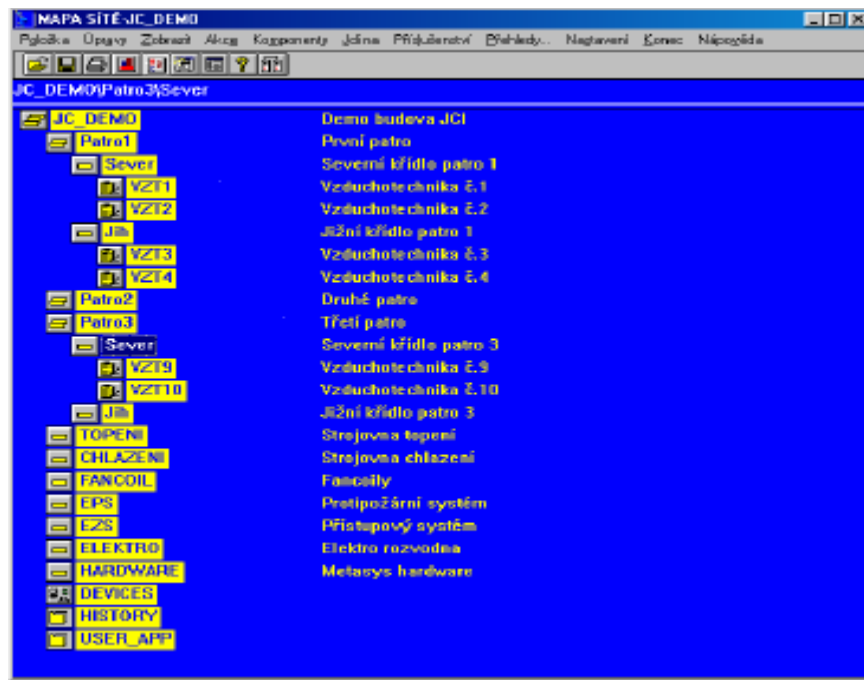 MAPA SÍTĚ-JC_DEMO
Položka Úpravy Zobrazit Akce Komponenty Jdi na Příslušenství Přehledy... Nastavení Konec Nápověda
JC_DEMO\Patro3\Sever
JC_DEMO Demo budova JCI
Patro1 První patro
Sever Severní křídlo patro 1
VZT1 Vzduchotechnika č.1
VZT2 Vzduchotechnika č.2
Jih Jižní křídlo patro 1
VZT3 Vzduchotechnika č.3
VZT4 Vzduchotechnika č.4
Patro2 Druhé patro
Patro3 Třetí patro
Sever Severní křídlo patro 3
VZT9 Vzduchotechnika č.9
VZT10 Vzduchotechnika č.10
Jih Jižní křídlo patro 3
TOPENI Strojovna topení
CHLAZENI Strojovna chlazení
FANCOIL Fancoily
EPS Protipožární systém
EZS Přístupový systém
ELEKTRO Elektro rozvodna
HARDWARE Metasys hardware
DEVICES
HISTORY
USER_APP